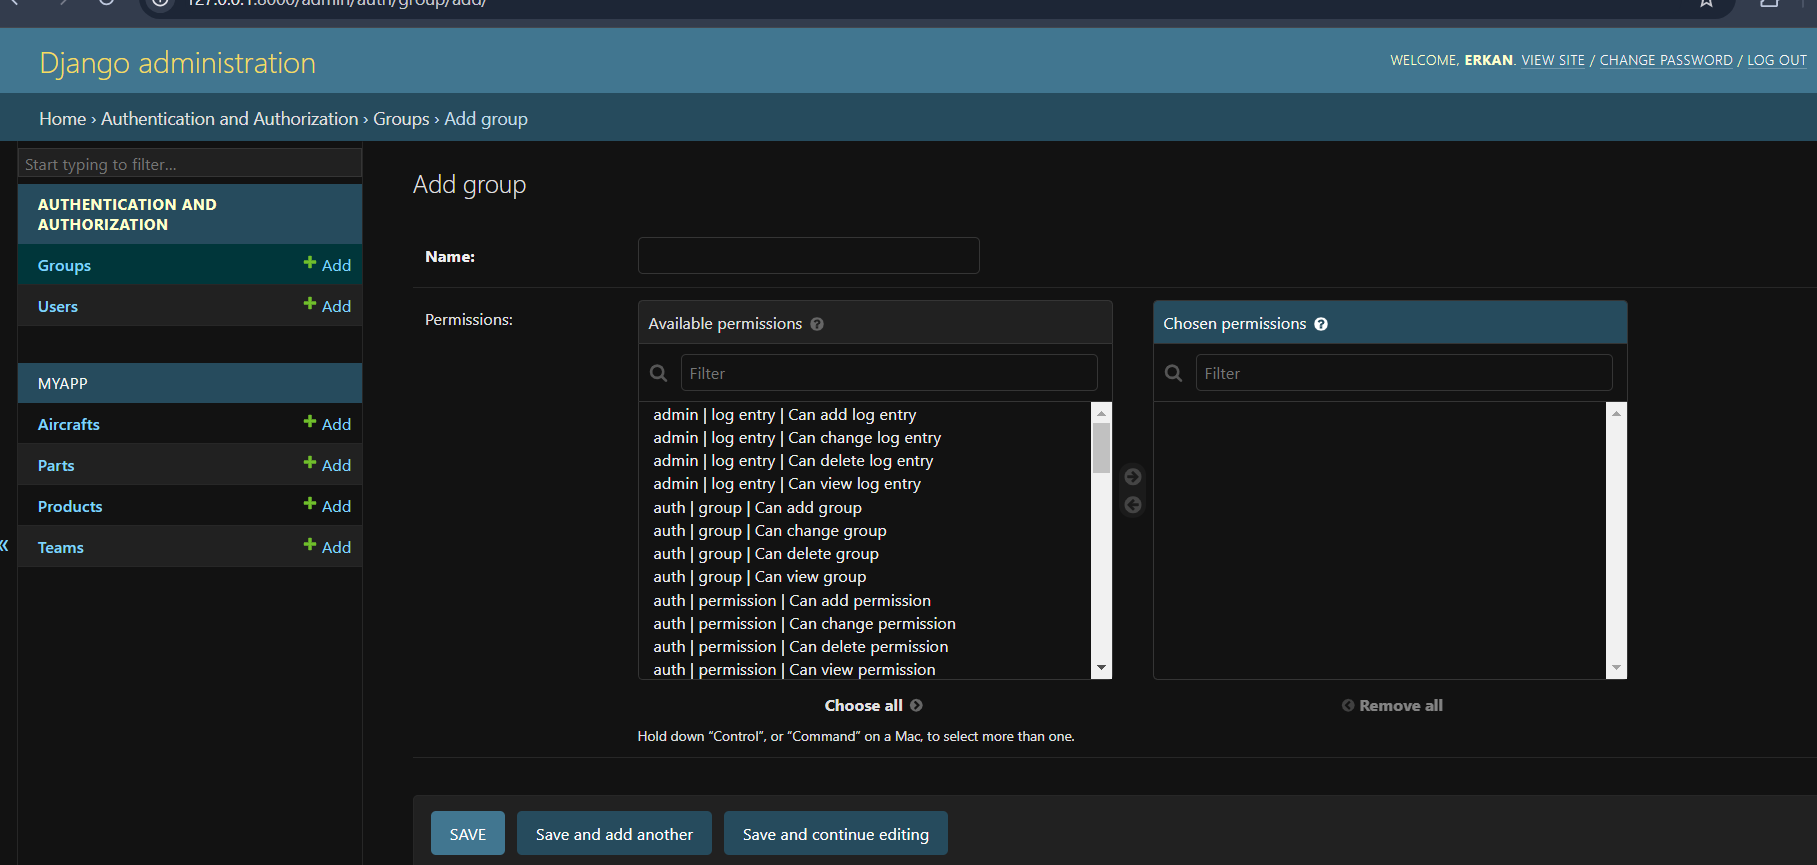 127.0.0.1:8000/admin/auth/group/add/
Django administration
WELCOME, ERKAN. VIEW SITE / CHANGE PASSWORD / LOG OUT
Home › Authentication and Authorization › Groups › Add group
Start typing to filter...
AUTHENTICATION AND
AUTHORIZATION
Groups
Add
Users
Add
MYAPP
Aircrafts
Add
Parts
Add
Products
Add
Teams
Add
«
Add group
Name:
Permissions:
Available permissions ?
Filter
admin | log entry | Can add log entry
admin | log entry | Can change log entry
admin | log entry | Can delete log entry
admin | log entry | Can view log entry
auth | group | Can add group
auth | group | Can change group
auth | group | Can delete group
auth | group | Can view group
auth | permission | Can add permission
auth | permission | Can change permission
auth | permission | Can delete permission
auth | permission | Can view permission
Choose all
Hold down “Control”, or “Command” on a Mac, to select more than one.
Chosen permissions ?
Filter
Remove all
SAVE
Save and add another
Save and continue editing